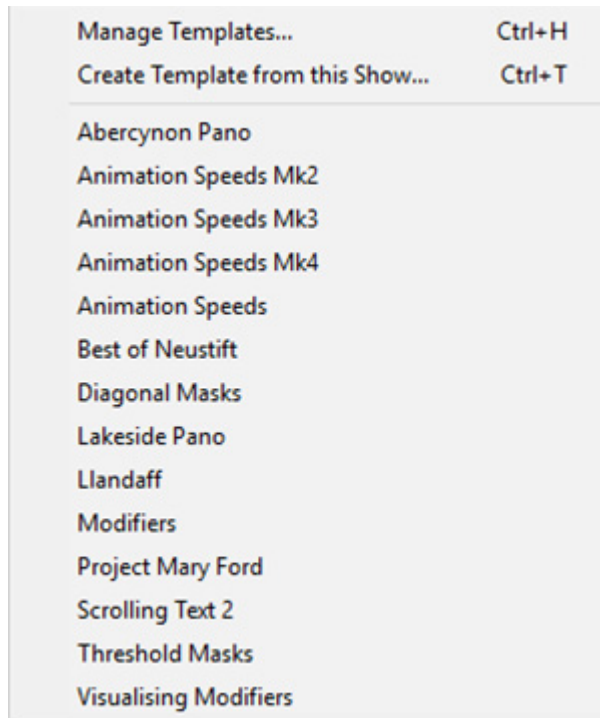 Manage Templates... Ctrl+H
Create Template from this Show... Ctrl+T
Abercynon Pano
Animation Speeds Mk2
Animation Speeds Mk3
Animation Speeds Mk4
Animation Speeds
Best of Neustift
Diagonal Masks
Lakeside Pano
Llandaff
Modifiers
Project Mary Ford
Scrolling Text 2
Threshold Masks
Visualising Modifiers